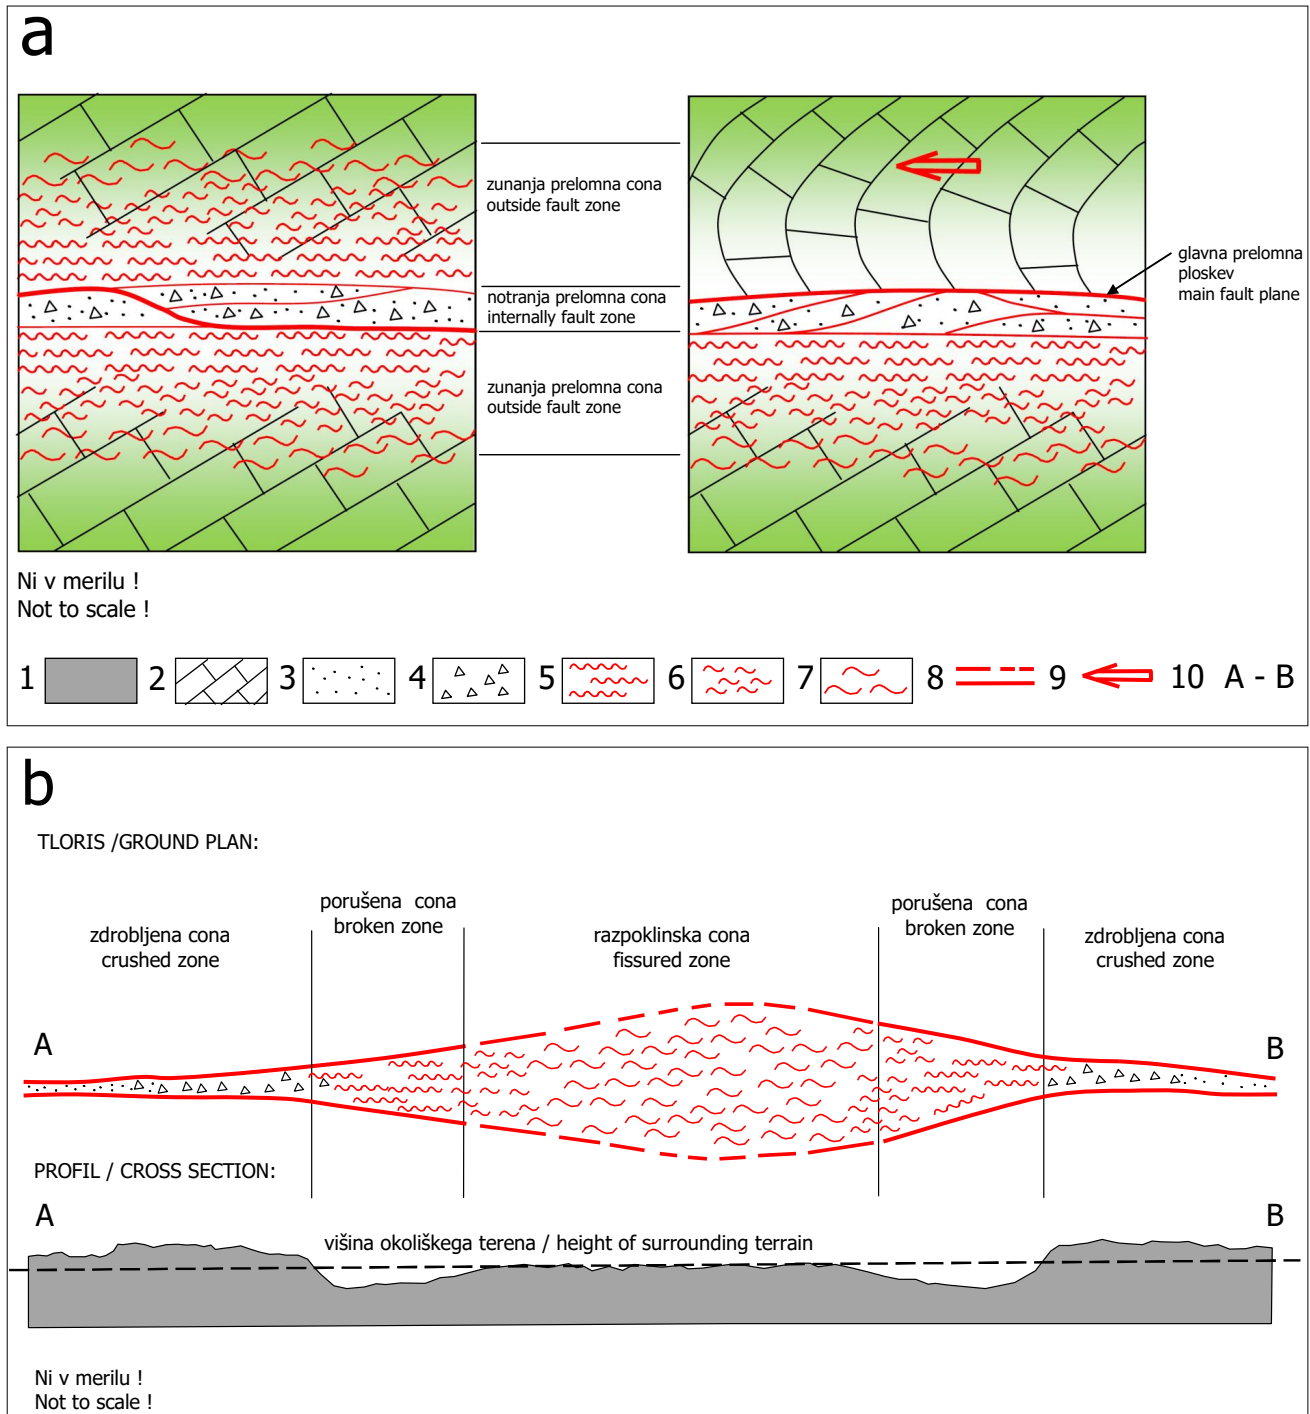 a
zunanja prelomna cona
outside fault zone
notranja prelomna cona
internally fault zone
zunanja prelomna cona
outside fault zone
glavna prelomna
ploskev
main fault plane
Ni v merilu !
Not to scale !
1 2 3 4 5 6 7 8 9 10 A - B
b
TLORIS /GROUND PLAN:
zdrobljena cona
crushed zone
porušena cona
broken zone
razpoklinska cona
fissured zone
porušena cona
broken zone
zdrobljena cona
crushed zone
A B
PROFIL / CROSS SECTION:
A B
višina okoliškega terena / height of surrounding terrain
Ni v merilu !
Not to scale !